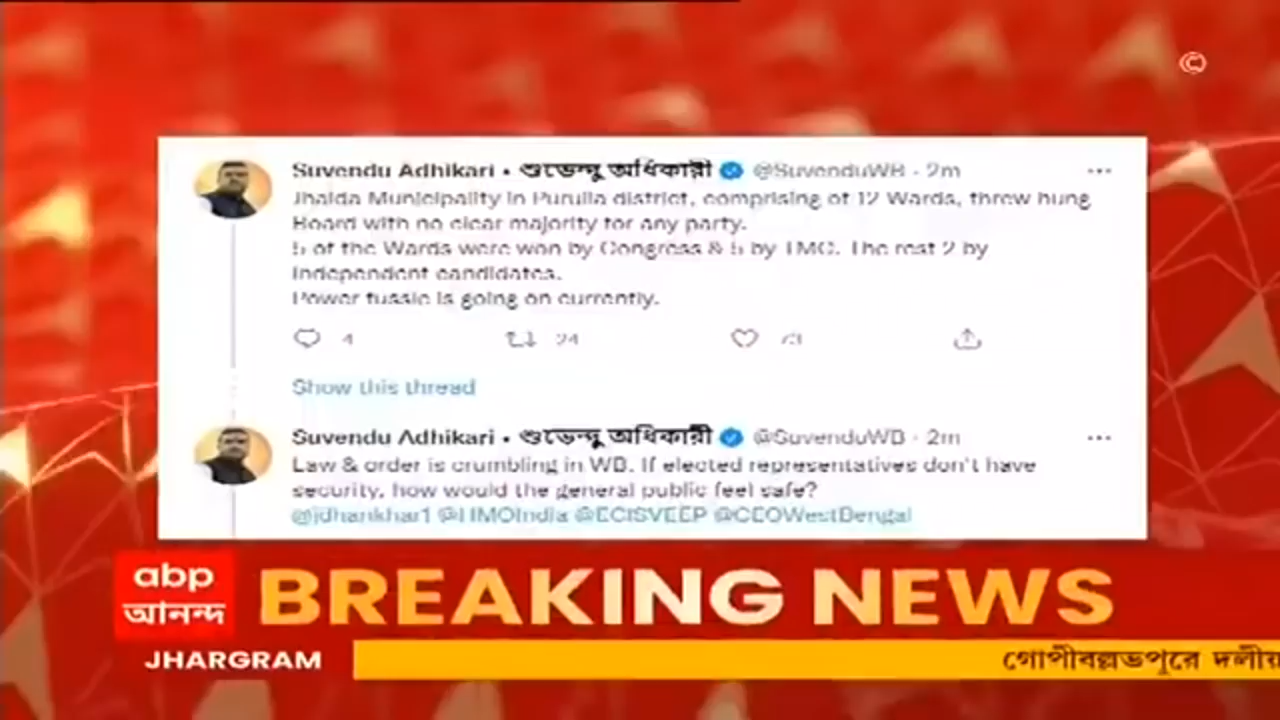 ©
Suvendu Adhikari • শুভেন্দু অধিকারী @SuvenduWB · 2m
Jhalda Municipality in Purulia district, comprising of 12 Wards, threw hung
Board with no clear majority for any party.
5 of the Wards were won by Congress & 5 by TMC. The rest 2 by
Independent candidates.
Power tussle is going on currently.
4 24 73
Show this thread
Suvendu Adhikari • শুভেন্দু অধিকারী @SuvenduWB · 2m
Law & order is crumbling in WB. If elected representatives don't have
security, how would the general public feel safe?
@jdhankhar1 @HMOIndia @ECISVEEP @CEOWestBengal
abp
আনন্দ
BREAKING NEWS
JHARGRAM
গোপীবল্লভপুরে দলীয়